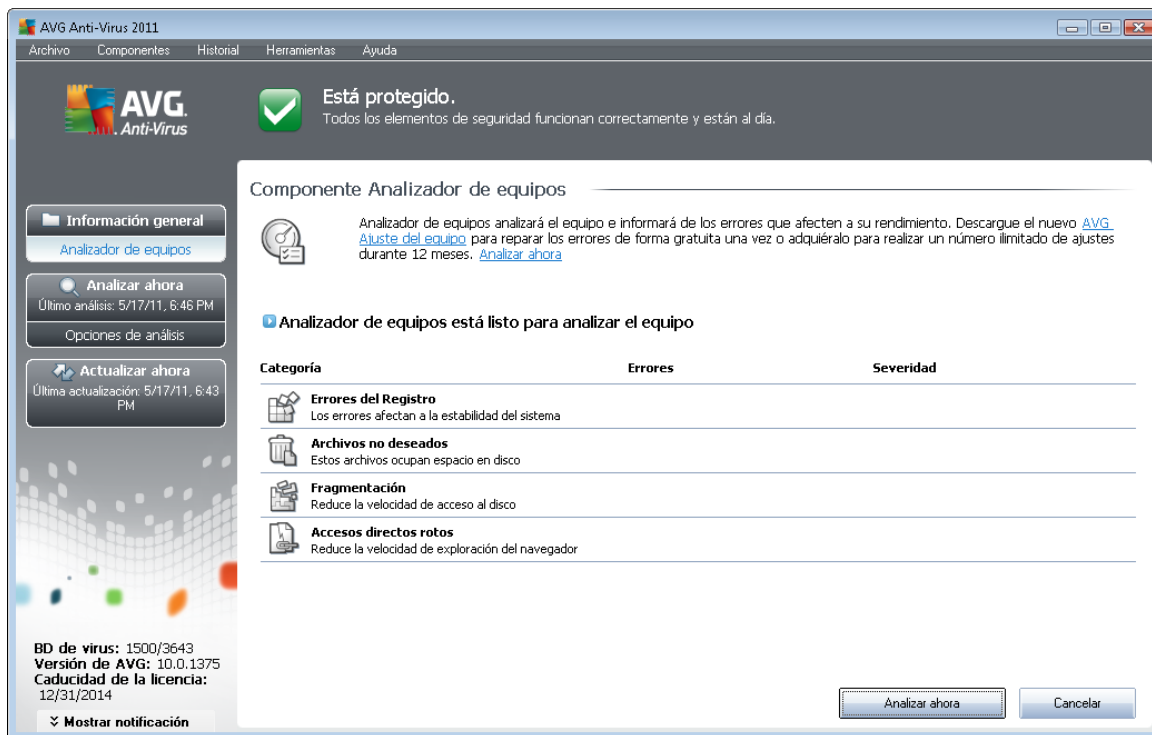 AVG Anti-Virus 2011
Archivo Componentes Historial Herramientas Ayuda
AVG.
Anti-Virus
Está protegido.
Todos los elementos de seguridad funcionan correctamente y están al día.
Información general
Analizador de equipos
Analizar ahora
Último análisis: 5/17/11, 6:46 PM
Opciones de análisis
Actualizar ahora
Última actualización: 5/17/11, 6:43
PM
BD de virus: 1500/3643
Versión de AVG: 10.0.1375
Caducidad de la licencia:
12/31/2014
Mostrar notificación
Componente Analizador de equipos
Analizador de equipos analizará el equipo e informará de los errores que afecten a su rendimiento. Descargue el nuevo AVG
Ajuste del equipo para reparar los errores de forma gratuita una vez o adquiéralo para realizar un número ilimitado de ajustes
durante 12 meses. Analizar ahora
Analizador de equipos está listo para analizar el equipo
Categoría Errores Severidad
Errores del Registro
Los errores afectan a la estabilidad del sistema
Archivos no deseados
Estos archivos ocupan espacio en disco
Fragmentación
Reduce la velocidad de acceso al disco
Accesos directos rotos
Reduce la velocidad de exploración del navegador
Analizar ahora Cancelar